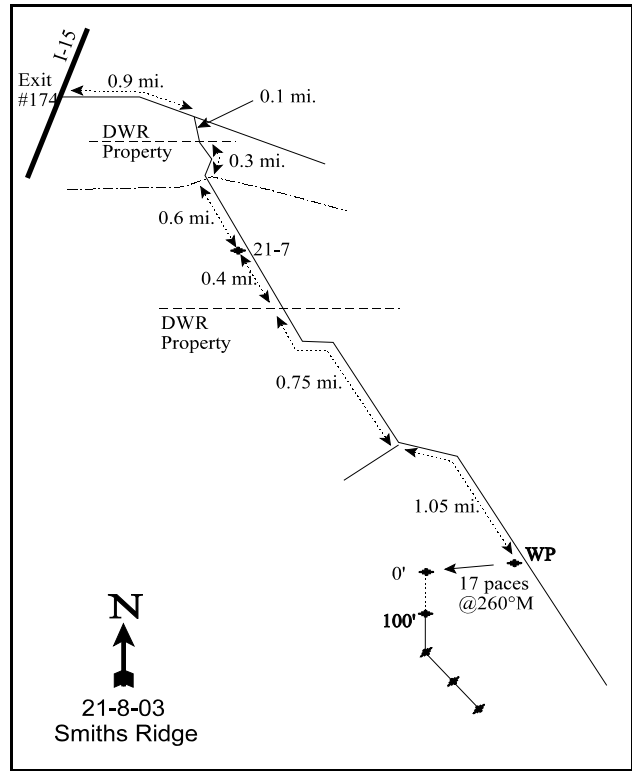 I-15
Exit
#174
0.9 mi.
0.1 mi.
DWR
Property
0.3 mi.
0.6 mi.
21-7
0.4 mi.
DWR
Property
0.75 mi.
1.05 mi.
WP
0'
17 paces
@260°M
100'
N
21-8-03
Smiths Ridge